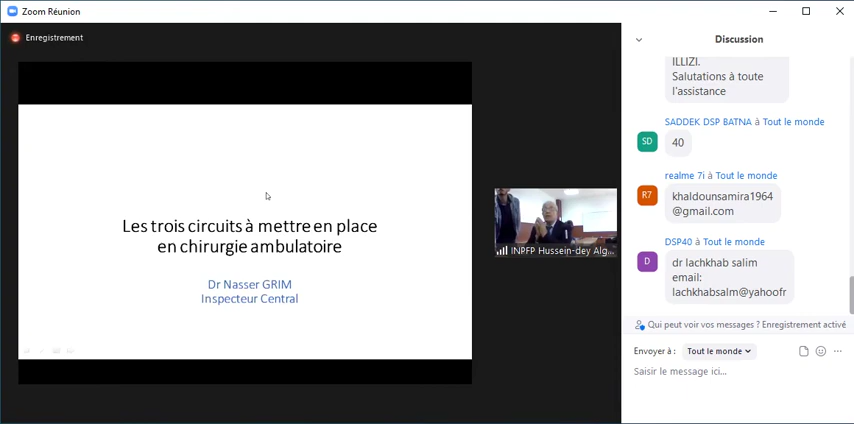 Zoom Réunion
Enregistrement
Les trois circuits à mettre en place
en chirurgie ambulatoire
Dr Nasser GRIM
Inspecteur Central
INPFP Hussein-dey Alg...
Discussion
ILLIZI.
Salutations à toute
l'assistance
SADDEK DSP BATNA à Tout le monde
SD
40
realme 7i à Tout le monde
R7
khaldounsamira1964
@gmail.com
DSP40 à Tout le monde
D
dr lachkhab salim
email:
lachkhabsalm@yahoofr
Qui peut voir vos messages ? Enregistrement activé
Envoyer à : Tout le monde
Saisir le message ici...